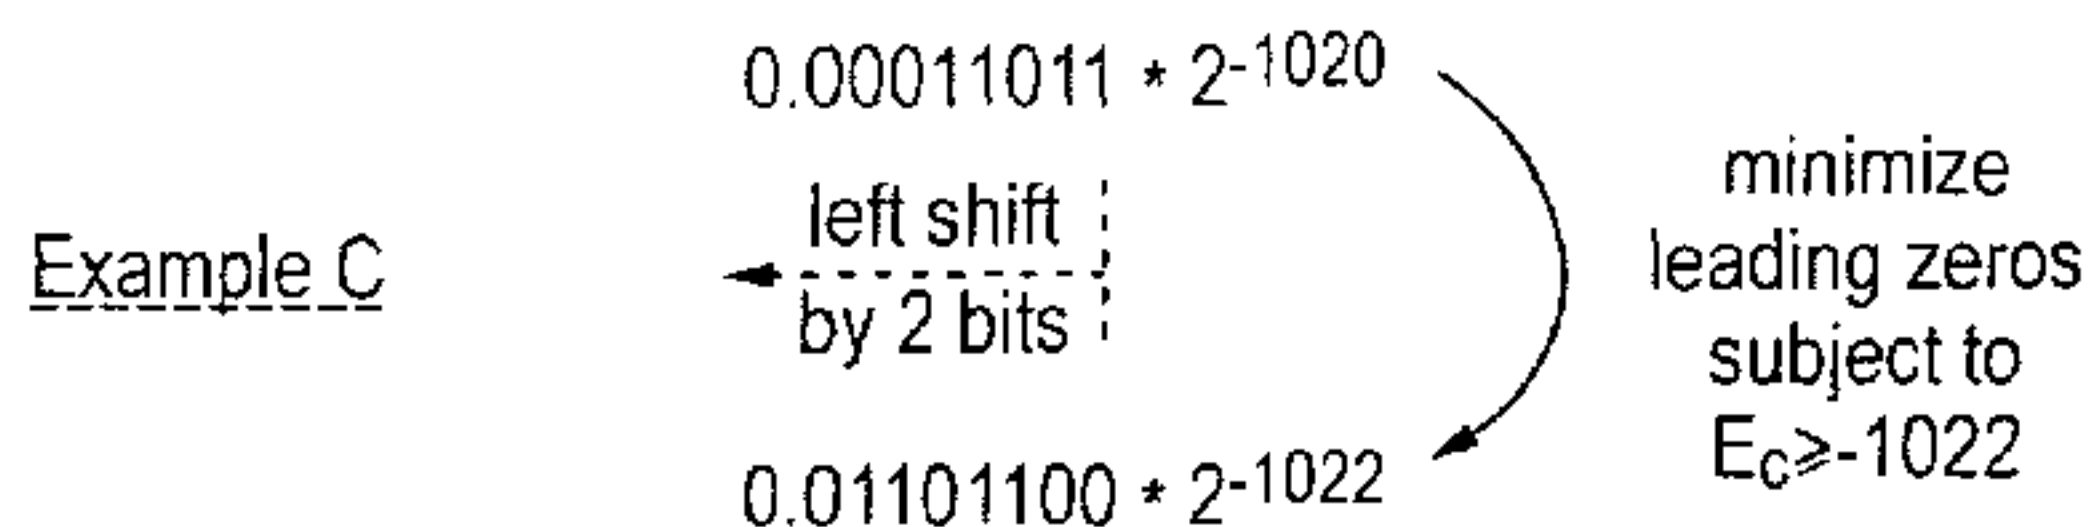 0.00011011 * 2-1020
left shift
by 2 bits
Example C
minimize
leading zeros
subject to
EC⩾-1022
0.01101100 * 2-1022